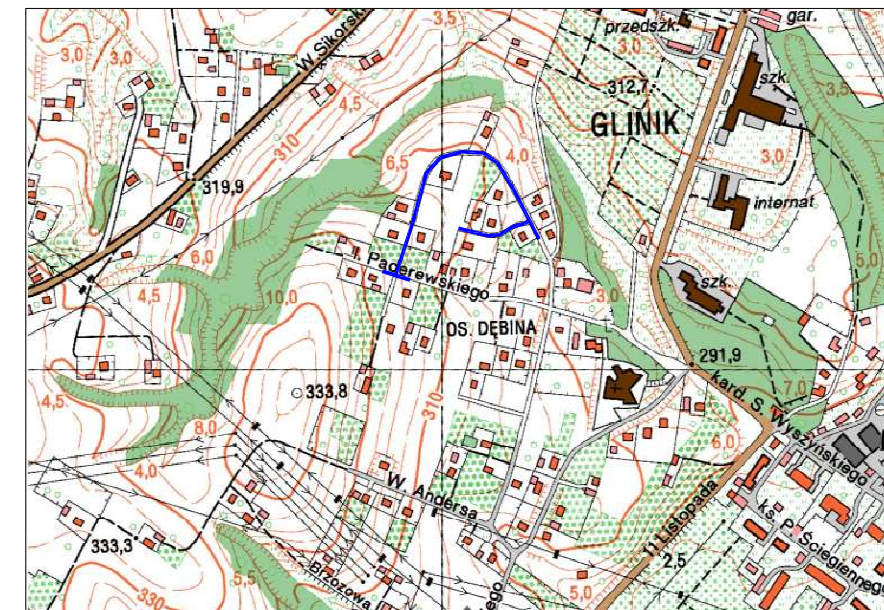 3,5
przedszk.
gar.
3,0
3,0
3,0
W. Sikorski
szk.
3,5
312,7
4,5
GLINIK
310
6,5
4,0
3,0
319,9
internat
6,0
5,0
I. Paderewskiego
szk.
4,5
10,0
3,0
OS. DĘBINA
291,9
333,8
310
kard. S. Wyszyńskiego
7,0
4,5
8,0
6,0
4,0
W. Andersa
11 Listopada
ks. P. Ściegiennego
333,3
2,5
5,5
Brzozowa
330
5,0
ego